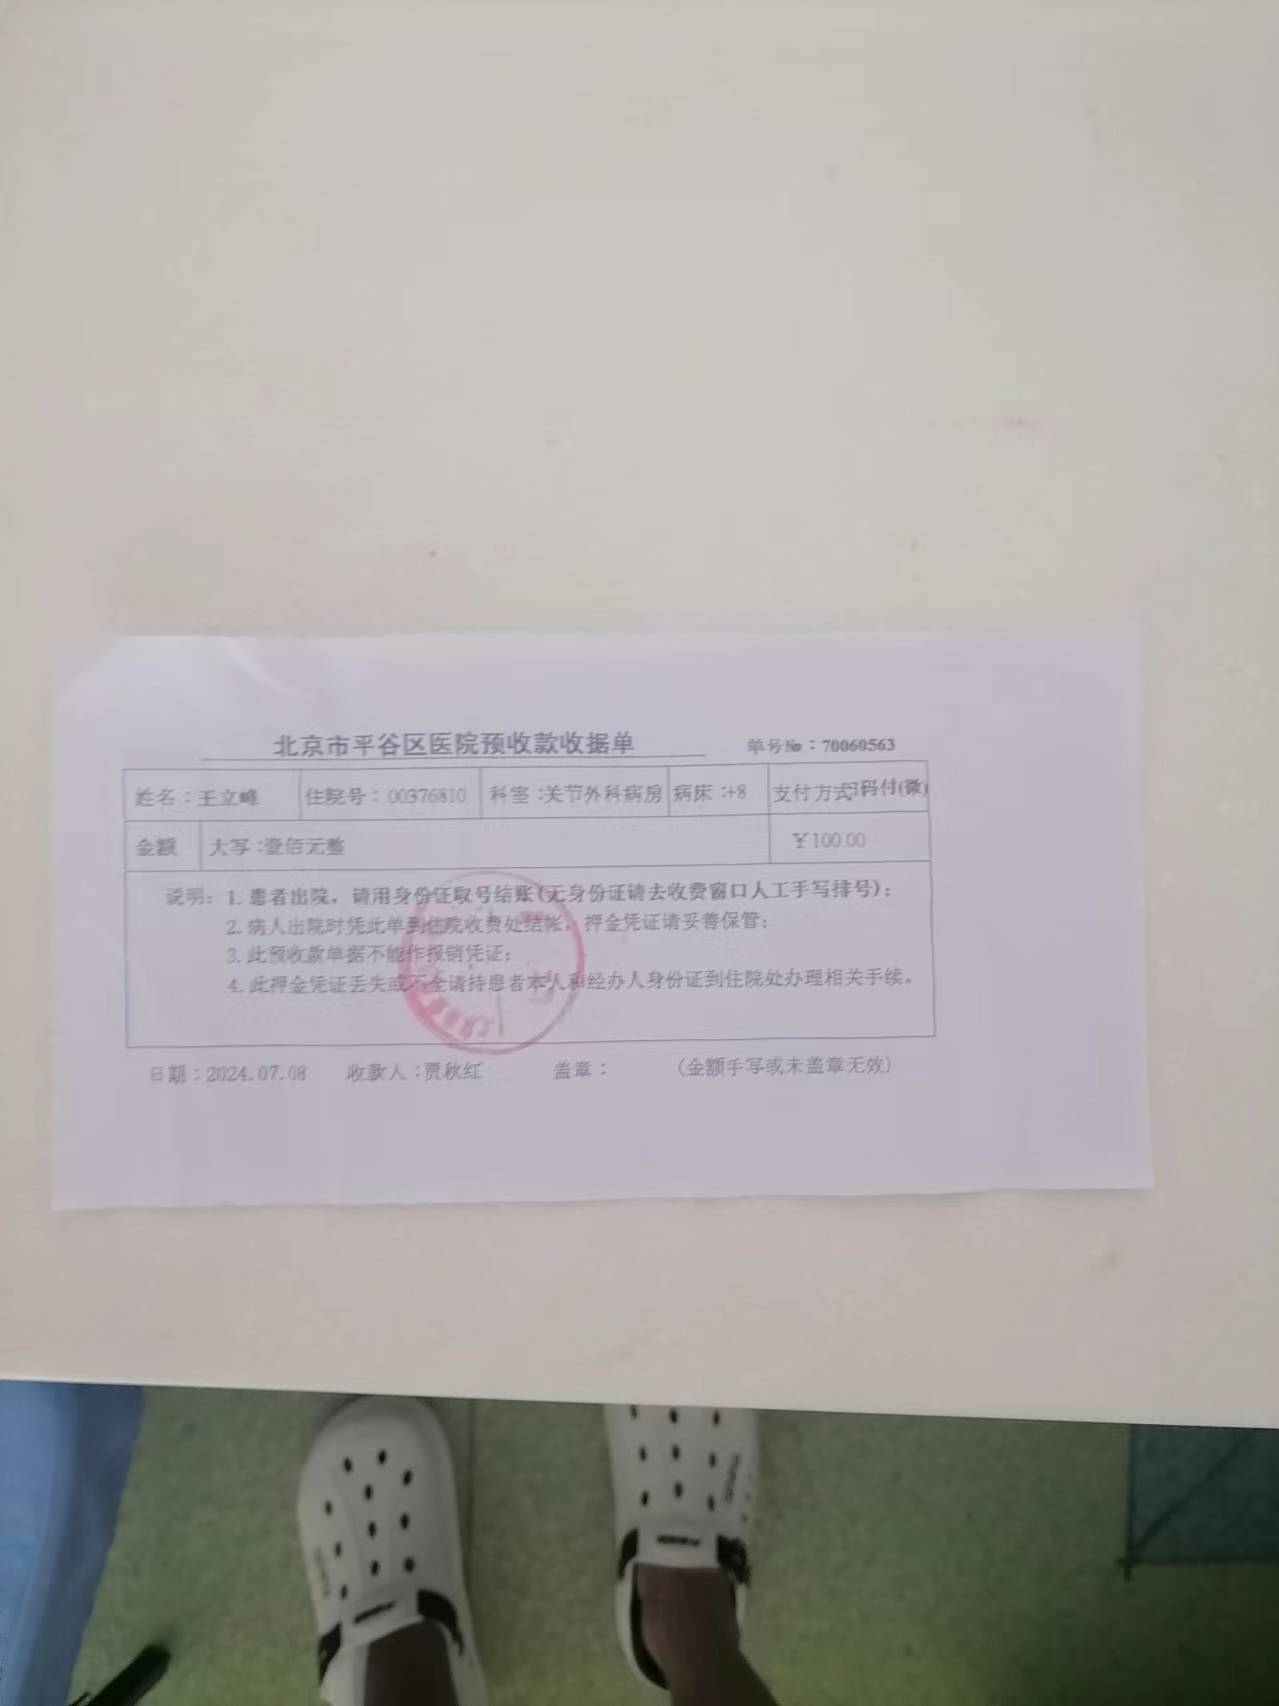 北京市平谷区医院预收款收据单 单号№：70060563
姓名：王立峰 住院号：00376810 科室：关节外科病房 病床：+8 支付方式 码付(微)
金额 大写：壹佰元整 ￥100.00
说明：1. 患者出院，请用身份证取号结账(无身份证请去收费窗口人工手写排号)；
2. 病人出院时凭此单到住院收费处结帐，押金凭证请妥善保管；
3. 此预收款单据不能作报销凭证；
4. 此押金凭证丢失或不全请持患者本人和经办人身份证到住院处办理相关手续。
日期：2024.07.08 收款人：贾秋红 盖章： (金额手写或未盖章无效)